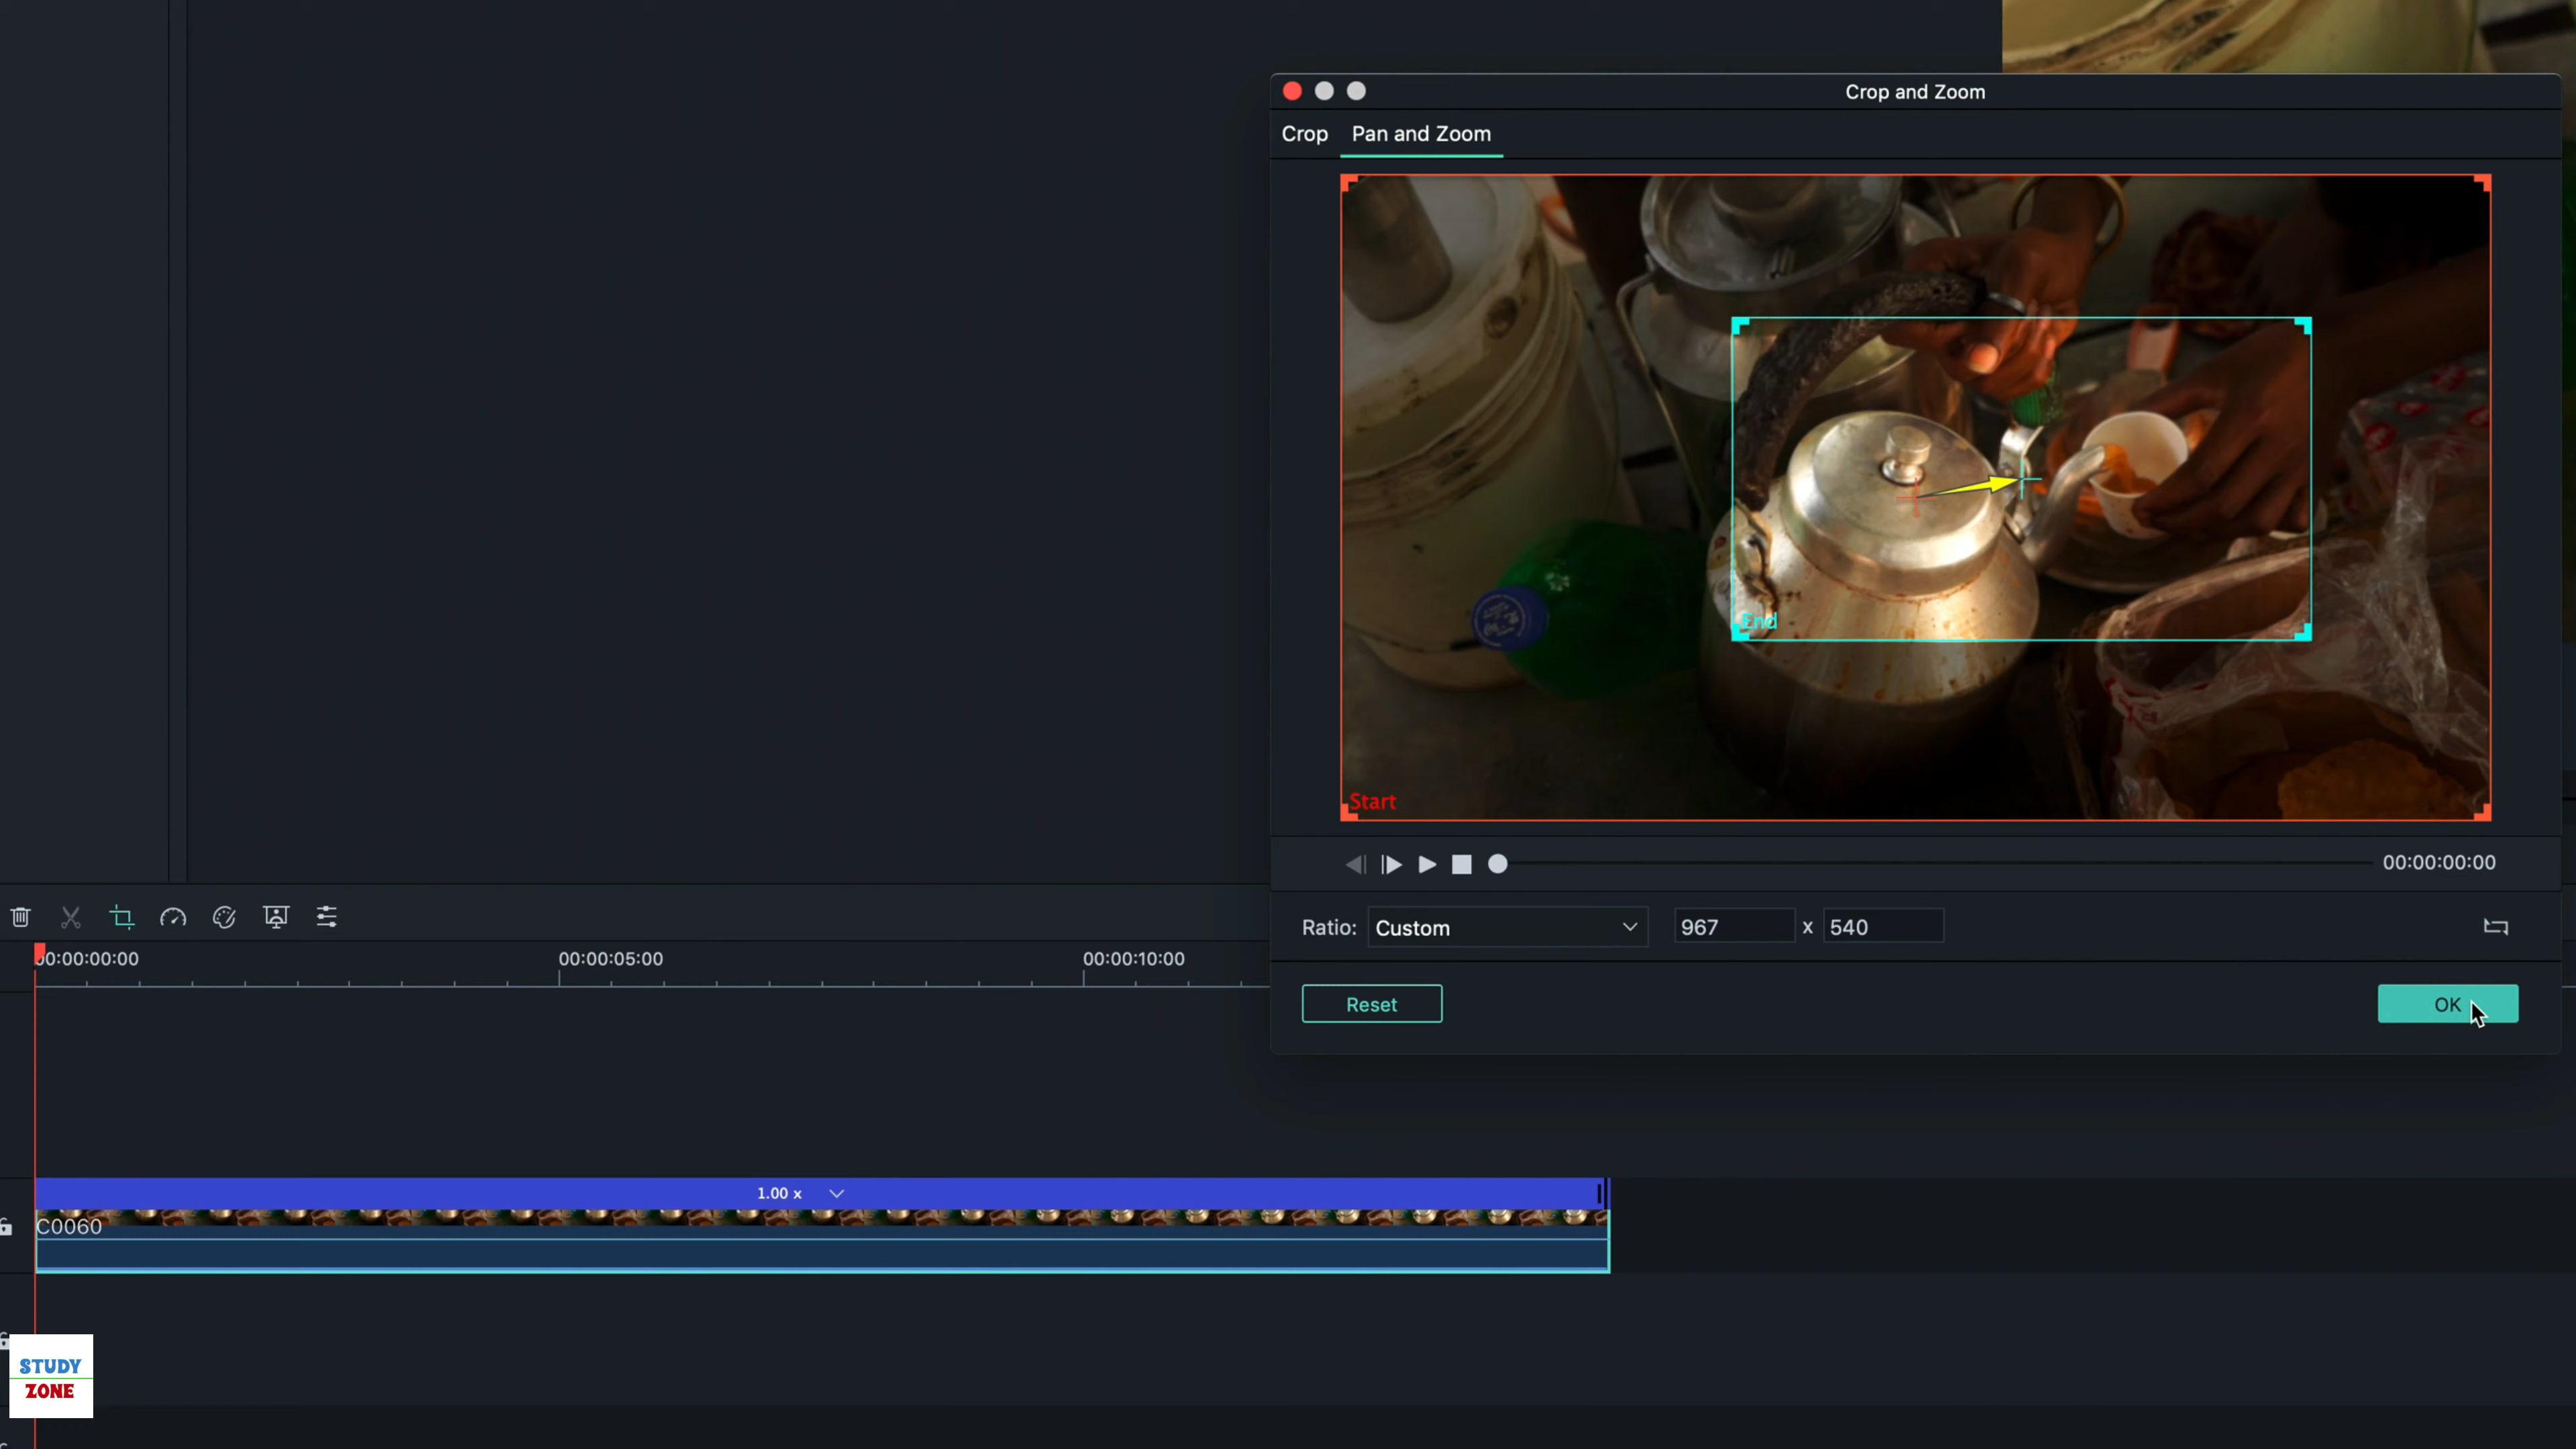 Crop and Zoom
Crop Pan and Zoom
End
Start
00:00:00:00
Ratio: Custom 967 x 540
Reset OK
00:00:00:00 00:00:05:00 00:00:10:00
1.00 x
C0060
STUDY
ZONE